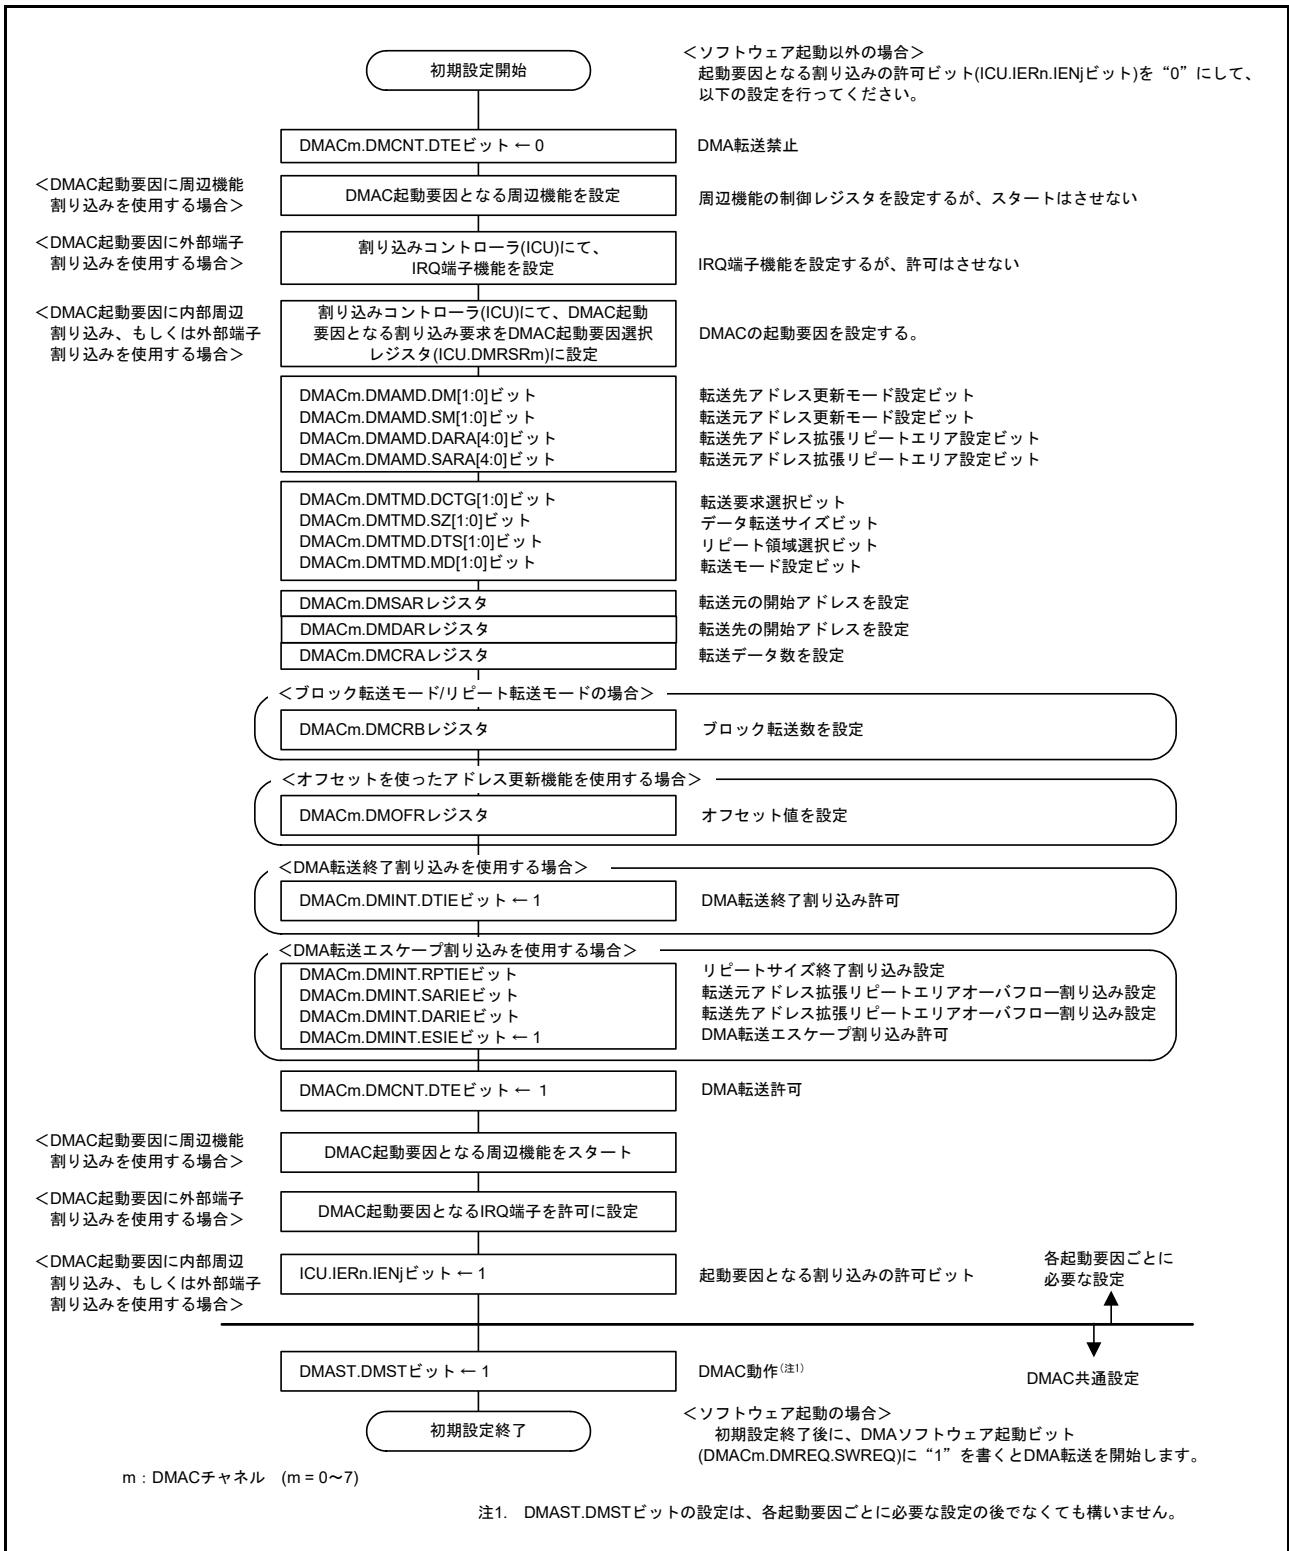 初期設定開始
＜ソフトウェア起動以外の場合＞
起動要因となる割り込みの許可ビット(ICU.IERn.IENjビット)を“0”にして、
以下の設定を行ってください。
DMACm.DMCNT.DTEビット ← 0
DMA転送禁止
＜DMAC起動要因に周辺機能
割り込みを使用する場合＞
DMAC起動要因となる周辺機能を設定
周辺機能の制御レジスタを設定するが、スタートはさせない
＜DMAC起動要因に外部端子
割り込みを使用する場合＞
割り込みコントローラ(ICU)にて、
IRQ端子機能を設定
IRQ端子機能を設定するが、許可はさせない
＜DMAC起動要因に内部周辺
割り込み、もしくは外部端子
割り込みを使用する場合＞
割り込みコントローラ(ICU)にて、DMAC起動
要因となる割り込み要求をDMAC起動要因選択
レジスタ(ICU.DMRSRm)に設定
DMACの起動要因を設定する。
DMACm.DMAMD.DM[1:0]ビット
転送先アドレス更新モード設定ビット
DMACm.DMAMD.SM[1:0]ビット
転送元アドレス更新モード設定ビット
DMACm.DMAMD.DARA[4:0]ビット
転送先アドレス拡張リピートエリア設定ビット
DMACm.DMAMD.SARA[4:0]ビット
転送元アドレス拡張リピートエリア設定ビット
DMACm.DMTMD.DCTG[1:0]ビット
転送要求選択ビット
DMACm.DMTMD.SZ[1:0]ビット
データ転送サイズビット
DMACm.DMTMD.DTS[1:0]ビット
リピート領域選択ビット
DMACm.DMTMD.MD[1:0]ビット
転送モード設定ビット
DMACm.DMSARレジスタ
転送元の開始アドレスを設定
DMACm.DMDARレジスタ
転送先の開始アドレスを設定
DMACm.DMCRAレジスタ
転送データ数を設定
＜ブロック転送モード/リピート転送モードの場合＞
DMACm.DMCRBレジスタ
ブロック転送数を設定
＜オフセットを使ったアドレス更新機能を使用する場合＞
DMACm.DMOFRレジスタ
オフセット値を設定
＜DMA転送終了割り込みを使用する場合＞
DMACm.DMINT.DTIEビット ← 1
DMA転送終了割り込み許可
＜DMA転送エスケープ割り込みを使用する場合＞
DMACm.DMINT.RPTIEビット
リピートサイズ終了割り込み設定
DMACm.DMINT.SARIEビット
転送元アドレス拡張リピートエリアオーバフロー割り込み設定
DMACm.DMINT.DARIEビット
転送先アドレス拡張リピートエリアオーバフロー割り込み設定
DMACm.DMINT.ESIEビット ← 1
DMA転送エスケープ割り込み許可
DMACm.DMCNT.DTEビット ← 1
DMA転送許可
＜DMAC起動要因に周辺機能
割り込みを使用する場合＞
DMAC起動要因となる周辺機能をスタート
＜DMAC起動要因に外部端子
割り込みを使用する場合＞
DMAC起動要因となるIRQ端子を許可に設定
＜DMAC起動要因に内部周辺
割り込み、もしくは外部端子
割り込みを使用する場合＞
ICU.IERn.IENjビット ← 1
起動要因となる割り込みの許可ビット
各起動要因ごとに
必要な設定
DMAST.DMSTビット ← 1
DMAC動作(注1)
DMAC共通設定
初期設定終了
＜ソフトウェア起動の場合＞
初期設定終了後に、DMAソフトウェア起動ビット
(DMACm.DMREQ.SWREQ)に“1”を書くとDMA転送を開始します。
m：DMACチャネル (m = 0～7)
注1. DMAST.DMSTビットの設定は、各起動要因ごとに必要な設定の後でなくても構いません。